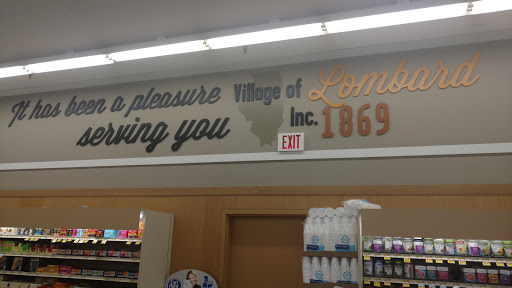 It has been a pleasure
serving you
Village of Lombard
Inc. 1869
EXIT